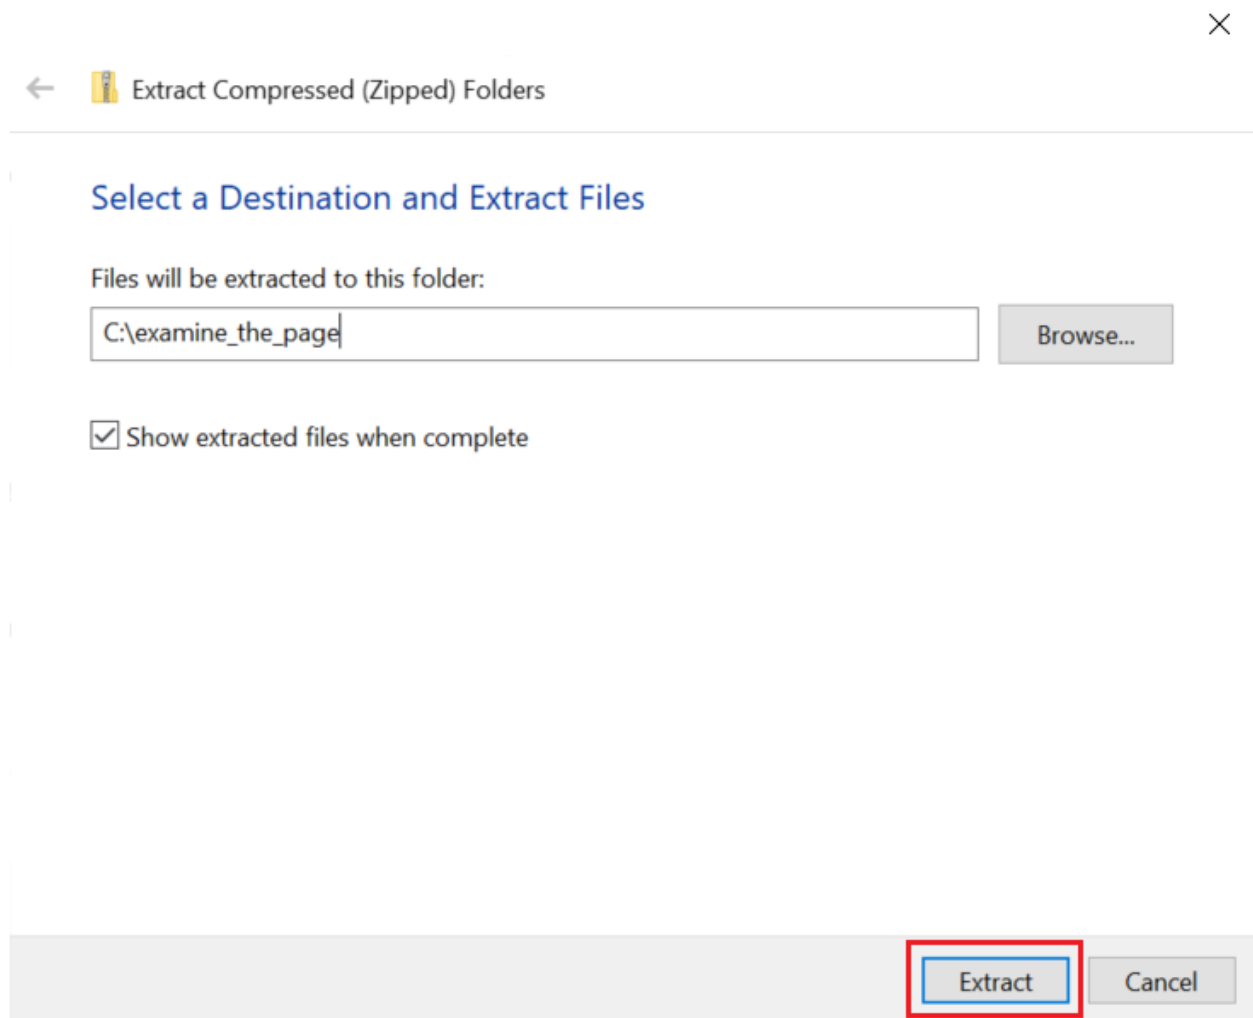 Extract Compressed (Zipped) Folders
Select a Destination and Extract Files
Files will be extracted to this folder:
C:\examine_the_page
Browse...
Show extracted files when complete
Extract
Cancel